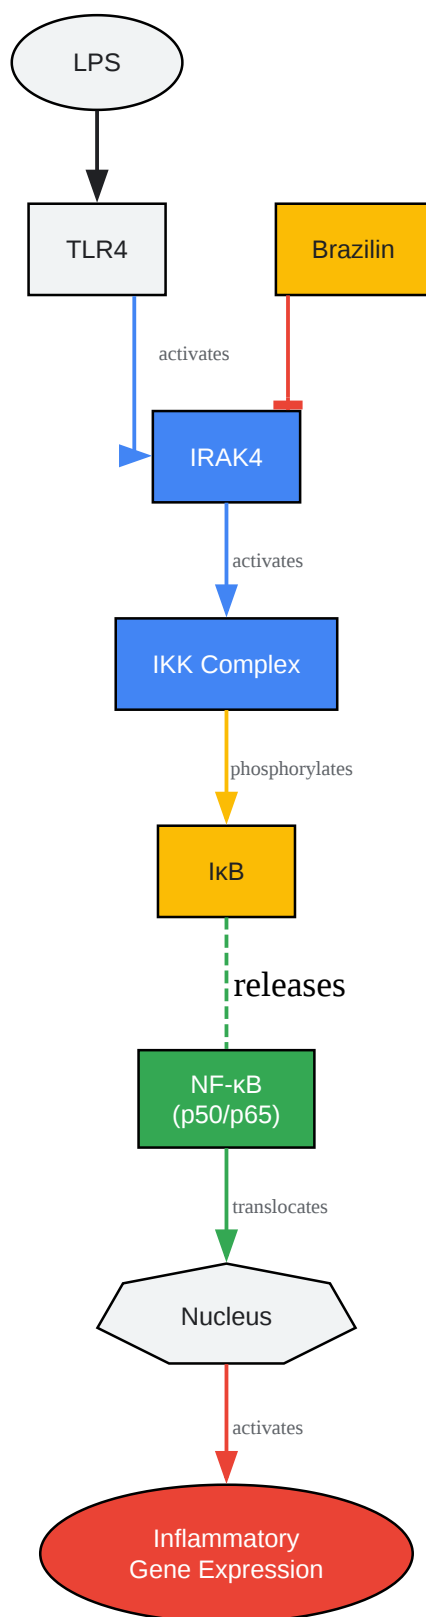 LPS
TLR4
Brazilin
activates
IRAK4
activates
IKK Complex
phosphorylates
IκB
releases
NF-κB
(p50/p65)
translocates
Nucleus
activates
Inflammatory
Gene Expression